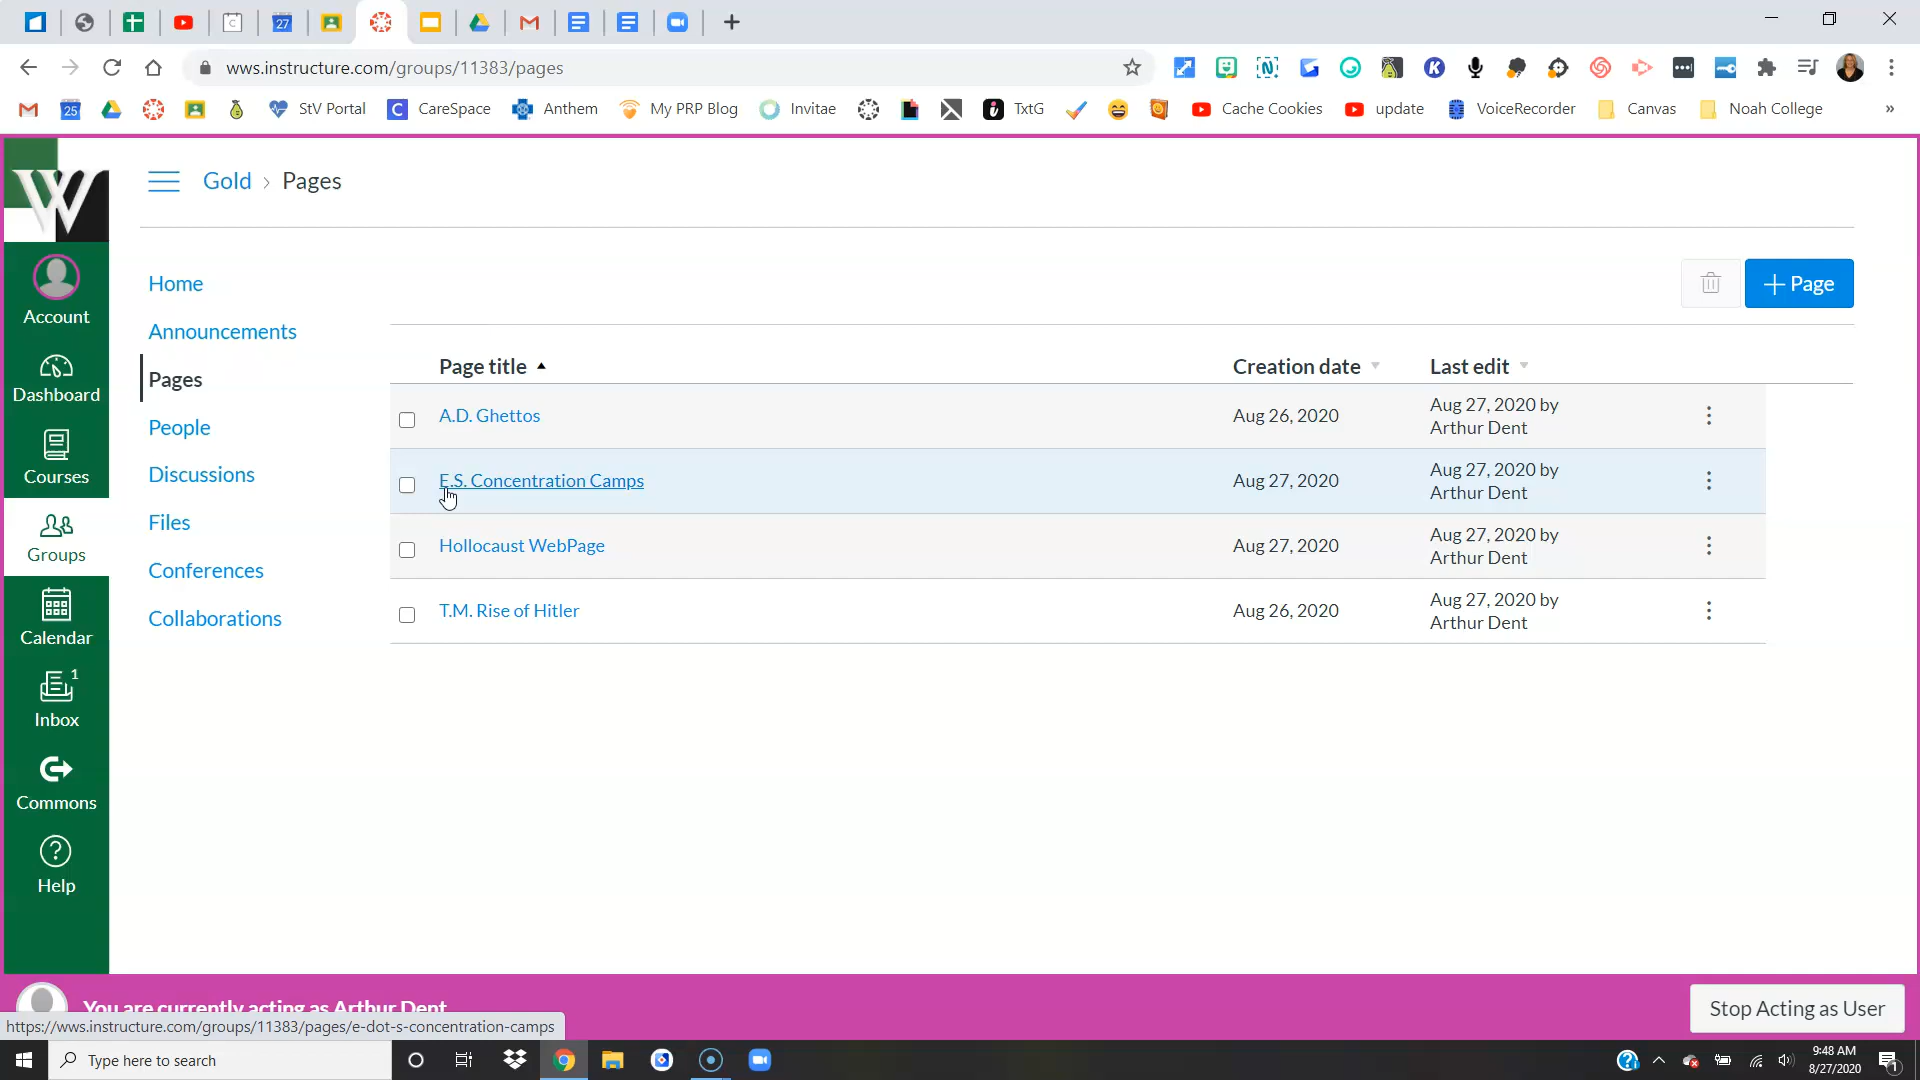 27
wws.instructure.com/groups/11383/pages
25
StV Portal
CareSpace
Anthem
My PRP Blog
Invitae
TxtG
Cache Cookies
update
VoiceRecorder
Canvas
Noah College
»
W
Gold › Pages
Account
Dashboard
Courses
Groups
Calendar
1
Inbox
Commons
Help
Home
Announcements
Pages
People
Discussions
Files
Conferences
Collaborations
+ Page
Page title Creation date Last edit
A.D. Ghettos Aug 26, 2020 Aug 27, 2020 by
Arthur Dent
E.S. Concentration Camps Aug 27, 2020 Aug 27, 2020 by
Arthur Dent
Hollocaust WebPage Aug 27, 2020 Aug 27, 2020 by
Arthur Dent
T.M. Rise of Hitler Aug 26, 2020 Aug 27, 2020 by
Arthur Dent
You are currently acting as Arthur Dent
Stop Acting as User
https://wws.instructure.com/groups/11383/pages/e-dot-s-concentration-camps
Type here to search
9:48 AM
8/27/2020
1